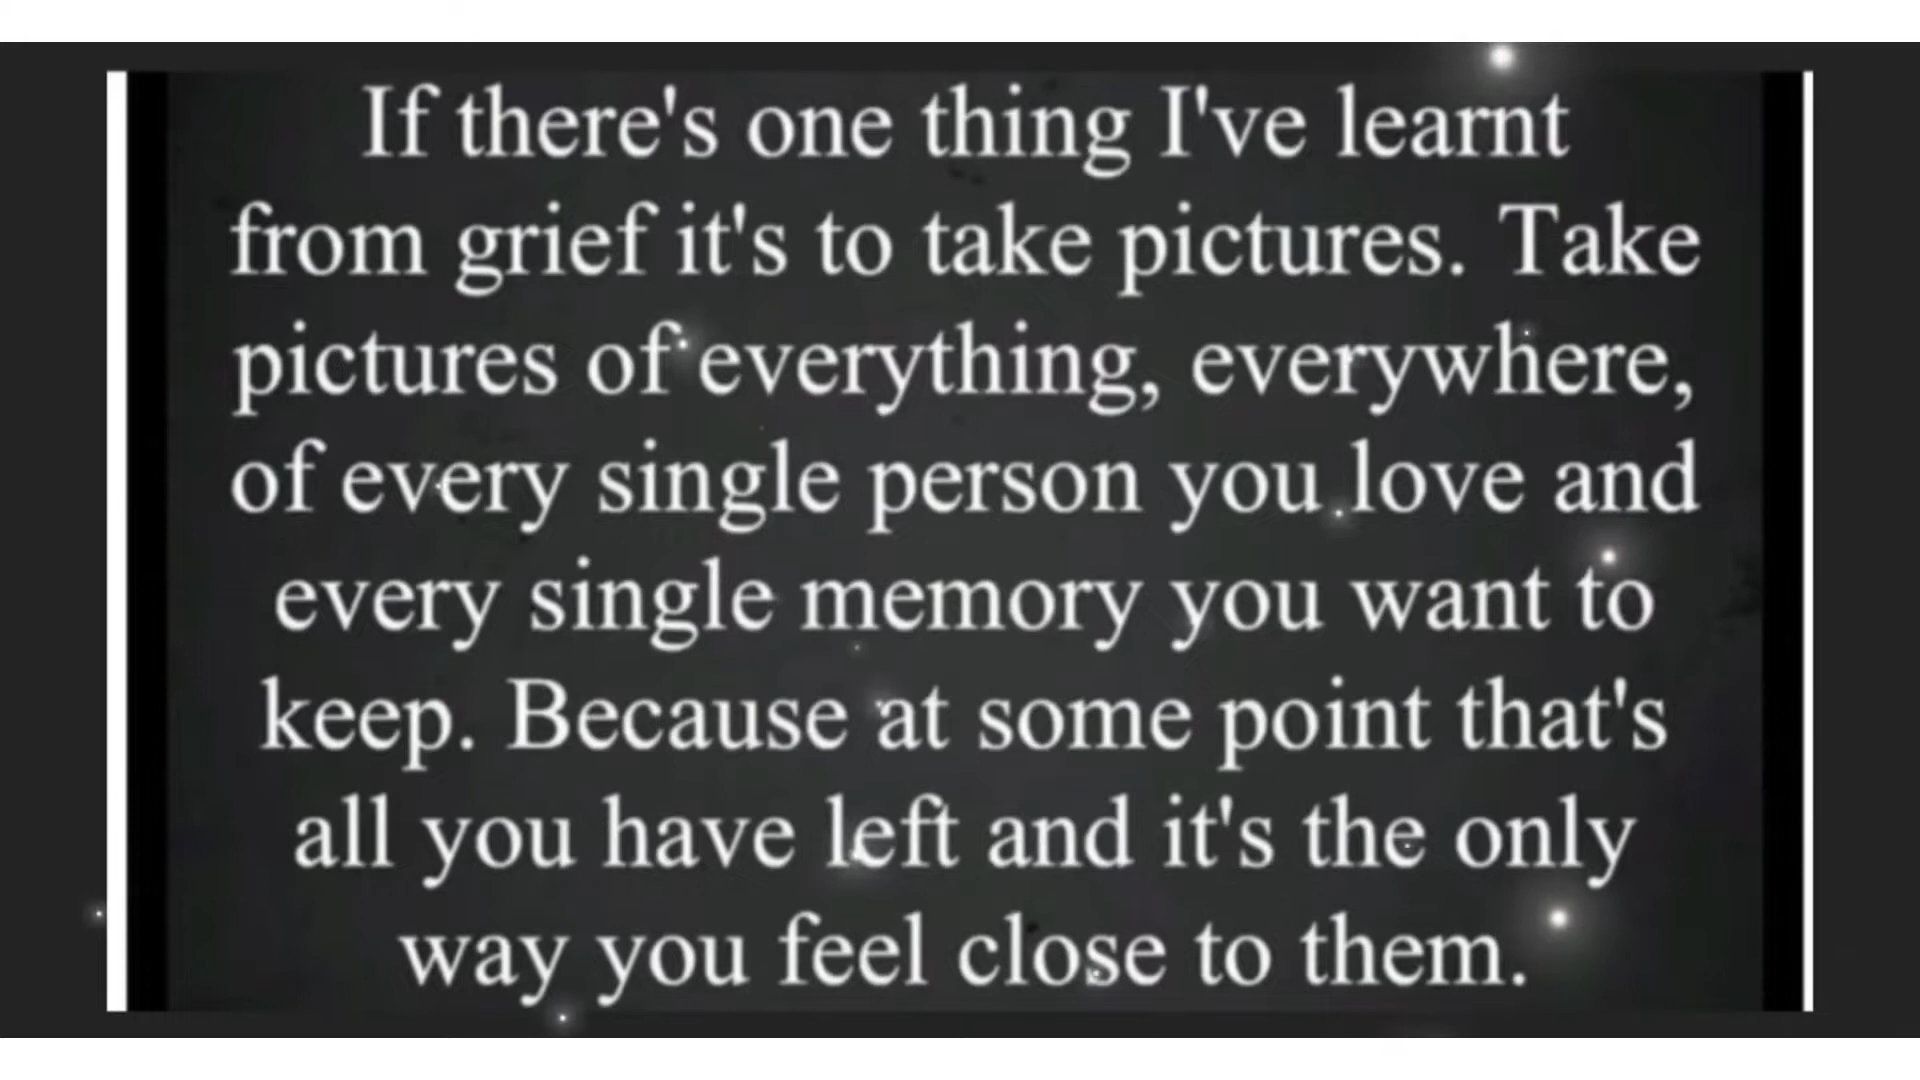 If there's one thing I've learnt
from grief it's to take pictures. Take
pictures of everything, everywhere,
of every single person you love and
every single memory you want to
keep. Because at some point that's
all you have left and it's the only
way you feel close to them.